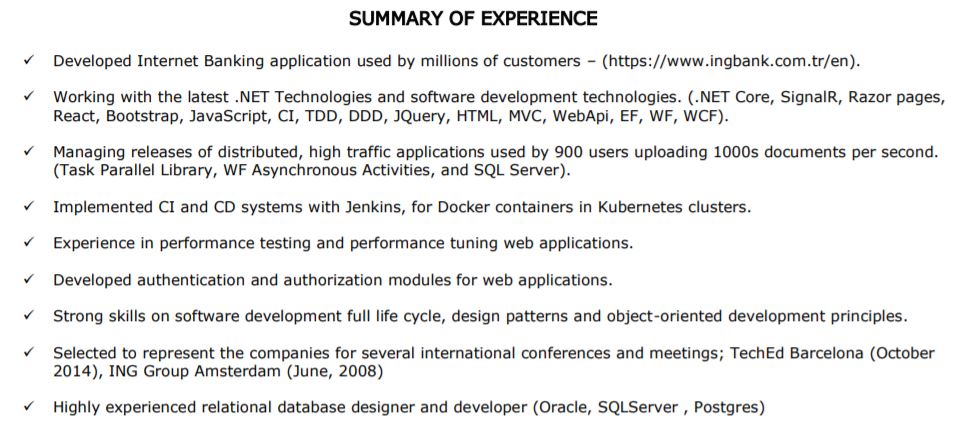 SUMMARY OF EXPERIENCE
✓ Developed Internet Banking application used by millions of customers – (https://www.ingbank.com.tr/en).
✓ Working with the latest .NET Technologies and software development technologies. (.NET Core, SignalR, Razor pages,
React, Bootstrap, JavaScript, CI, TDD, DDD, JQuery, HTML, MVC, WebApi, EF, WF, WCF).
✓ Managing releases of distributed, high traffic applications used by 900 users uploading 1000s documents per second.
(Task Parallel Library, WF Asynchronous Activities, and SQL Server).
✓ Implemented CI and CD systems with Jenkins, for Docker containers in Kubernetes clusters.
✓ Experience in performance testing and performance tuning web applications.
✓ Developed authentication and authorization modules for web applications.
✓ Strong skills on software development full life cycle, design patterns and object-oriented development principles.
✓ Selected to represent the companies for several international conferences and meetings; TechEd Barcelona (October
2014), ING Group Amsterdam (June, 2008)
✓ Highly experienced relational database designer and developer (Oracle, SQLServer , Postgres)